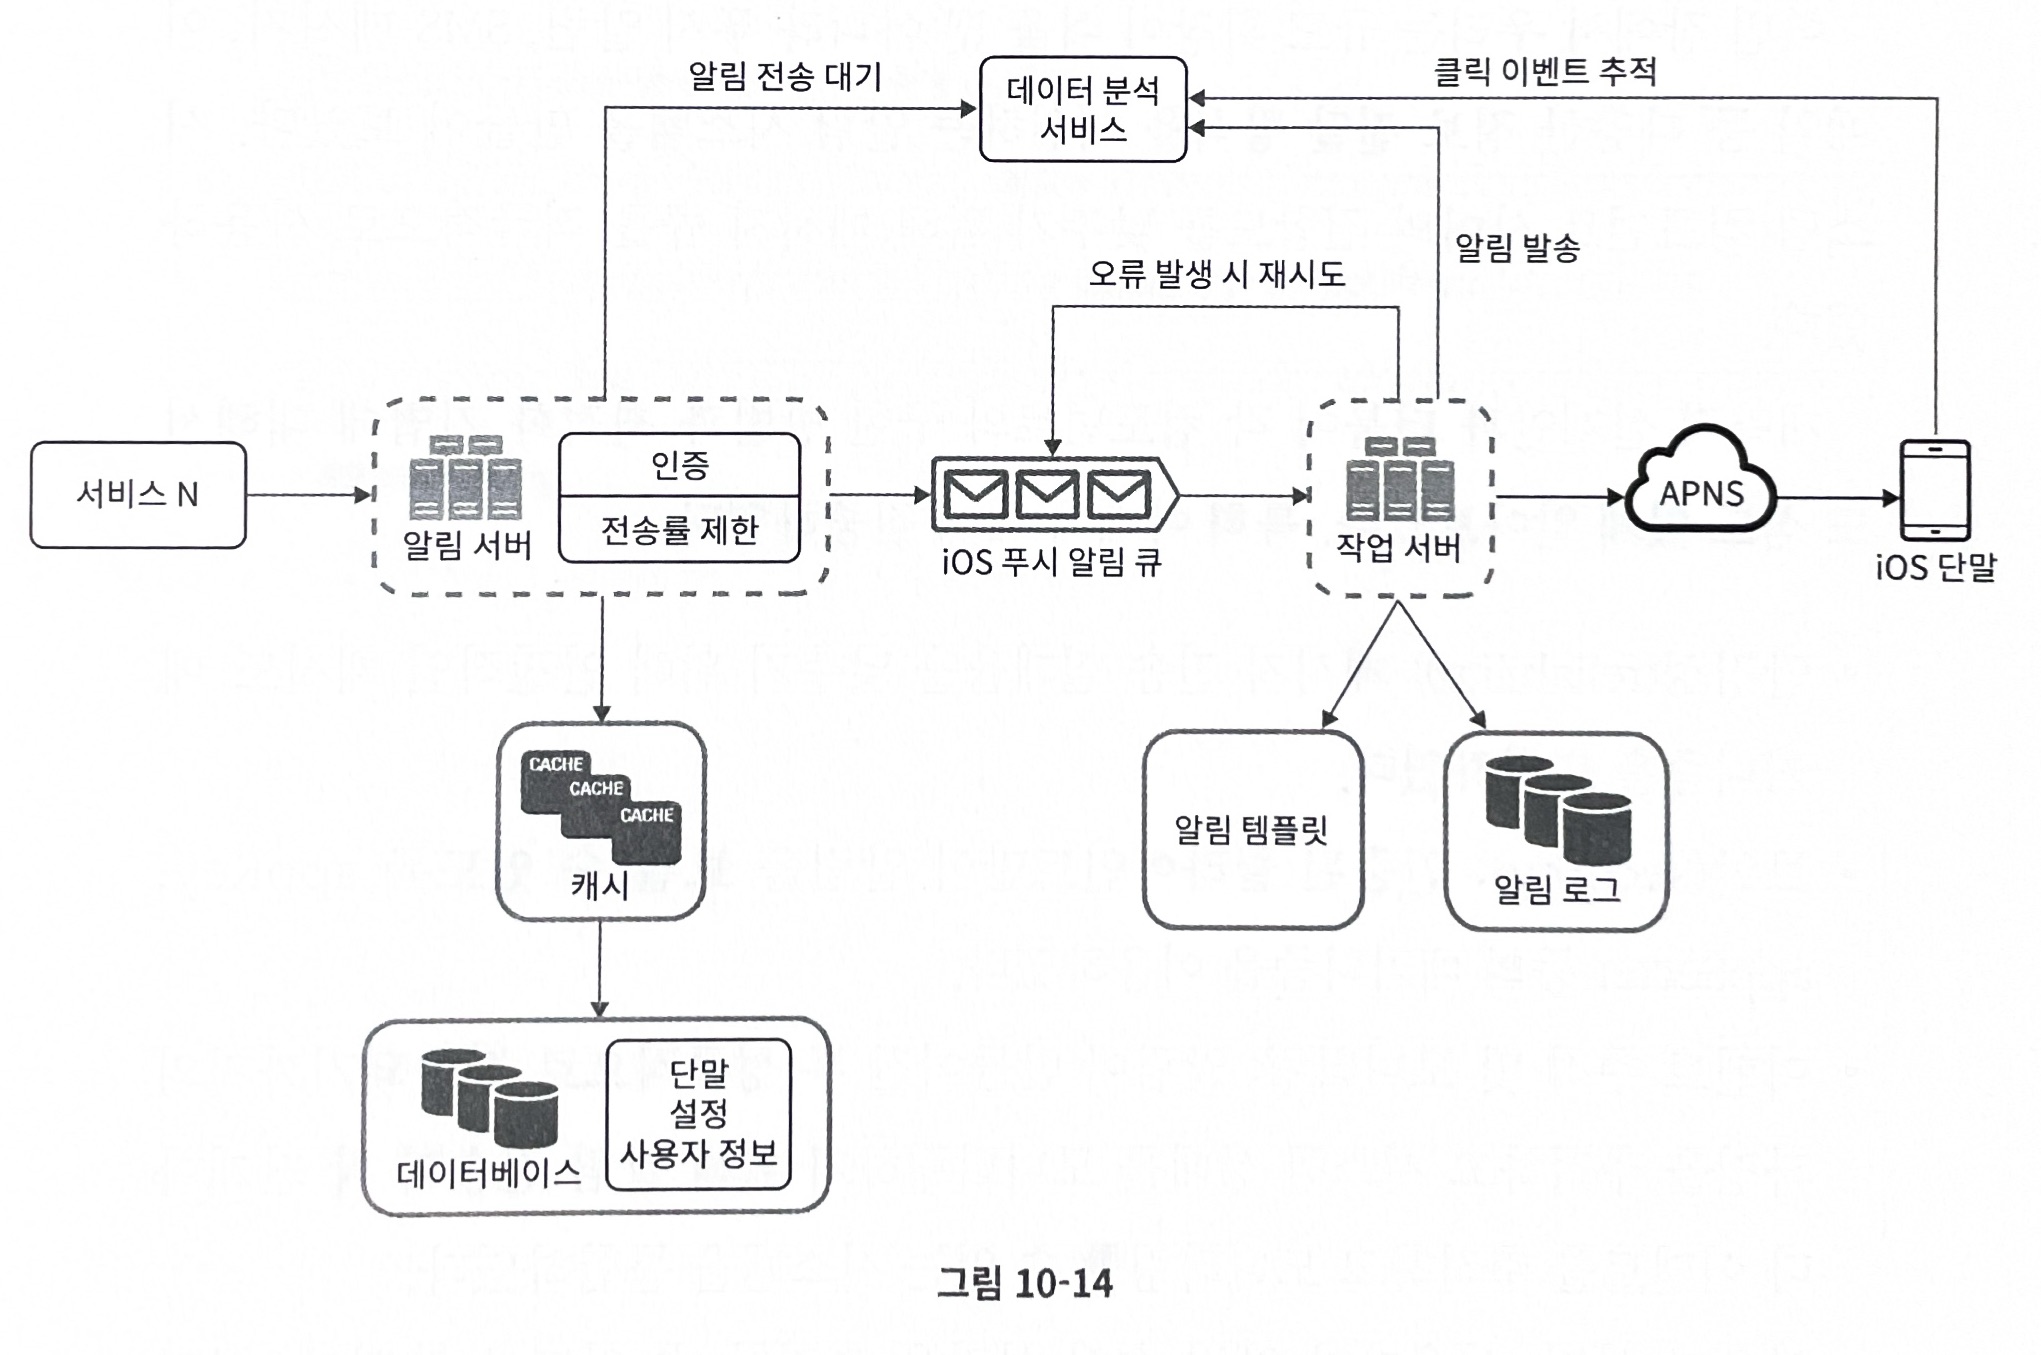 알림 전송 대기
데이터 분석
서비스
클릭 이벤트 추적
오류 발생 시 재시도
알림 발송
서비스 N
알림 서버
인증
전송률 제한
iOS 푸시 알림 큐
작업 서버
APNS
iOS 단말
CACHE
CACHE
CACHE
캐시
알림 템플릿
알림 로그
데이터베이스
단말
설정
사용자 정보
그림 10-14